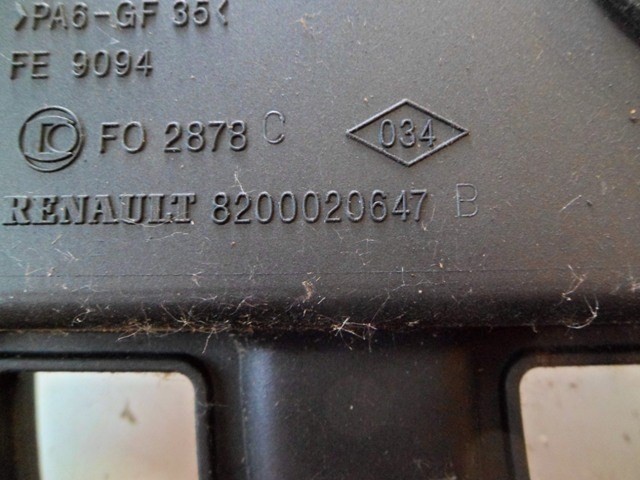 >PA6-GF 35<
FE 9094
FO 2878 C
034
RENAULT 8200020647 B